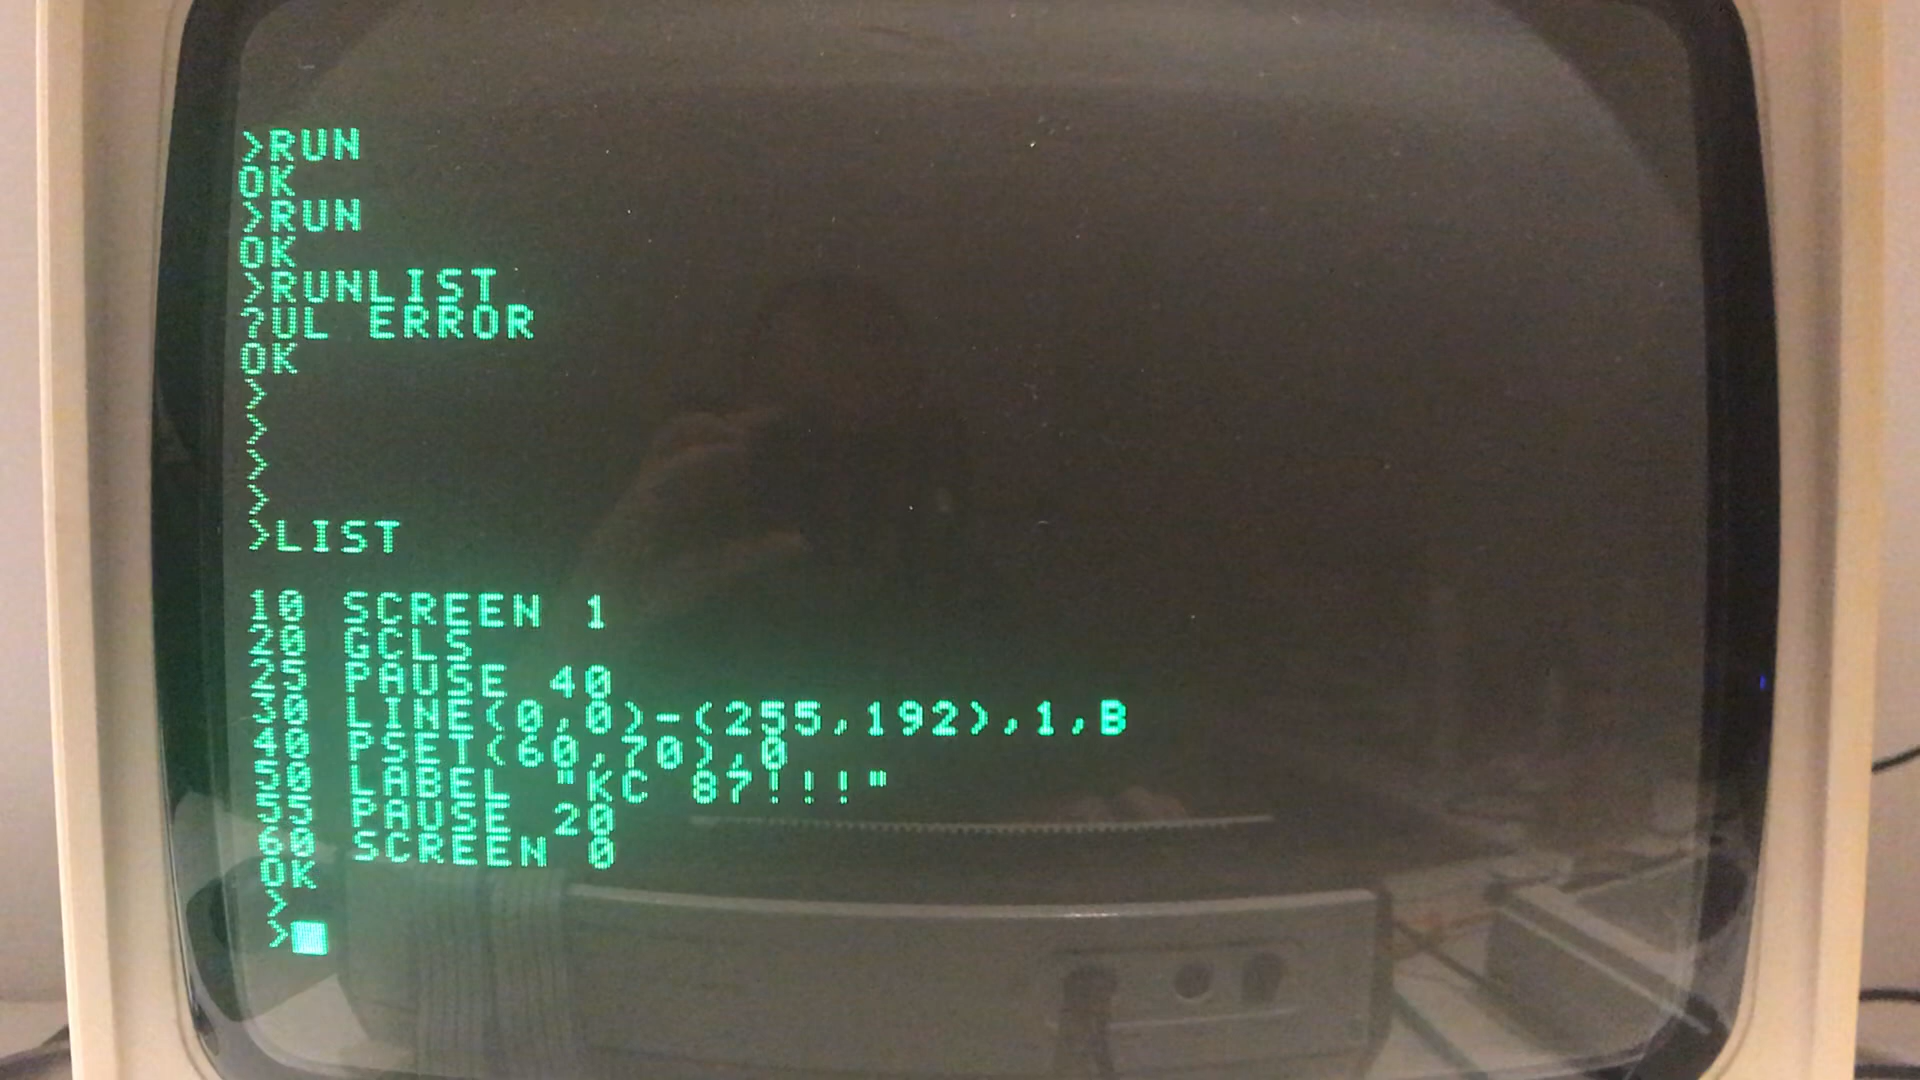 >RUN
OK
>RUN
OK
>RUNLIST
?UL ERROR
OK
>
>
>
>
>LIST
10 SCREEN 1
20 GCLS
25 PAUSE 40
30 LINE(0,0)-(255,192),1,B
40 PSET(60,70),0
50 LABEL "KC 87!!!"
55 PAUSE 20
60 SCREEN 0
OK
>
>